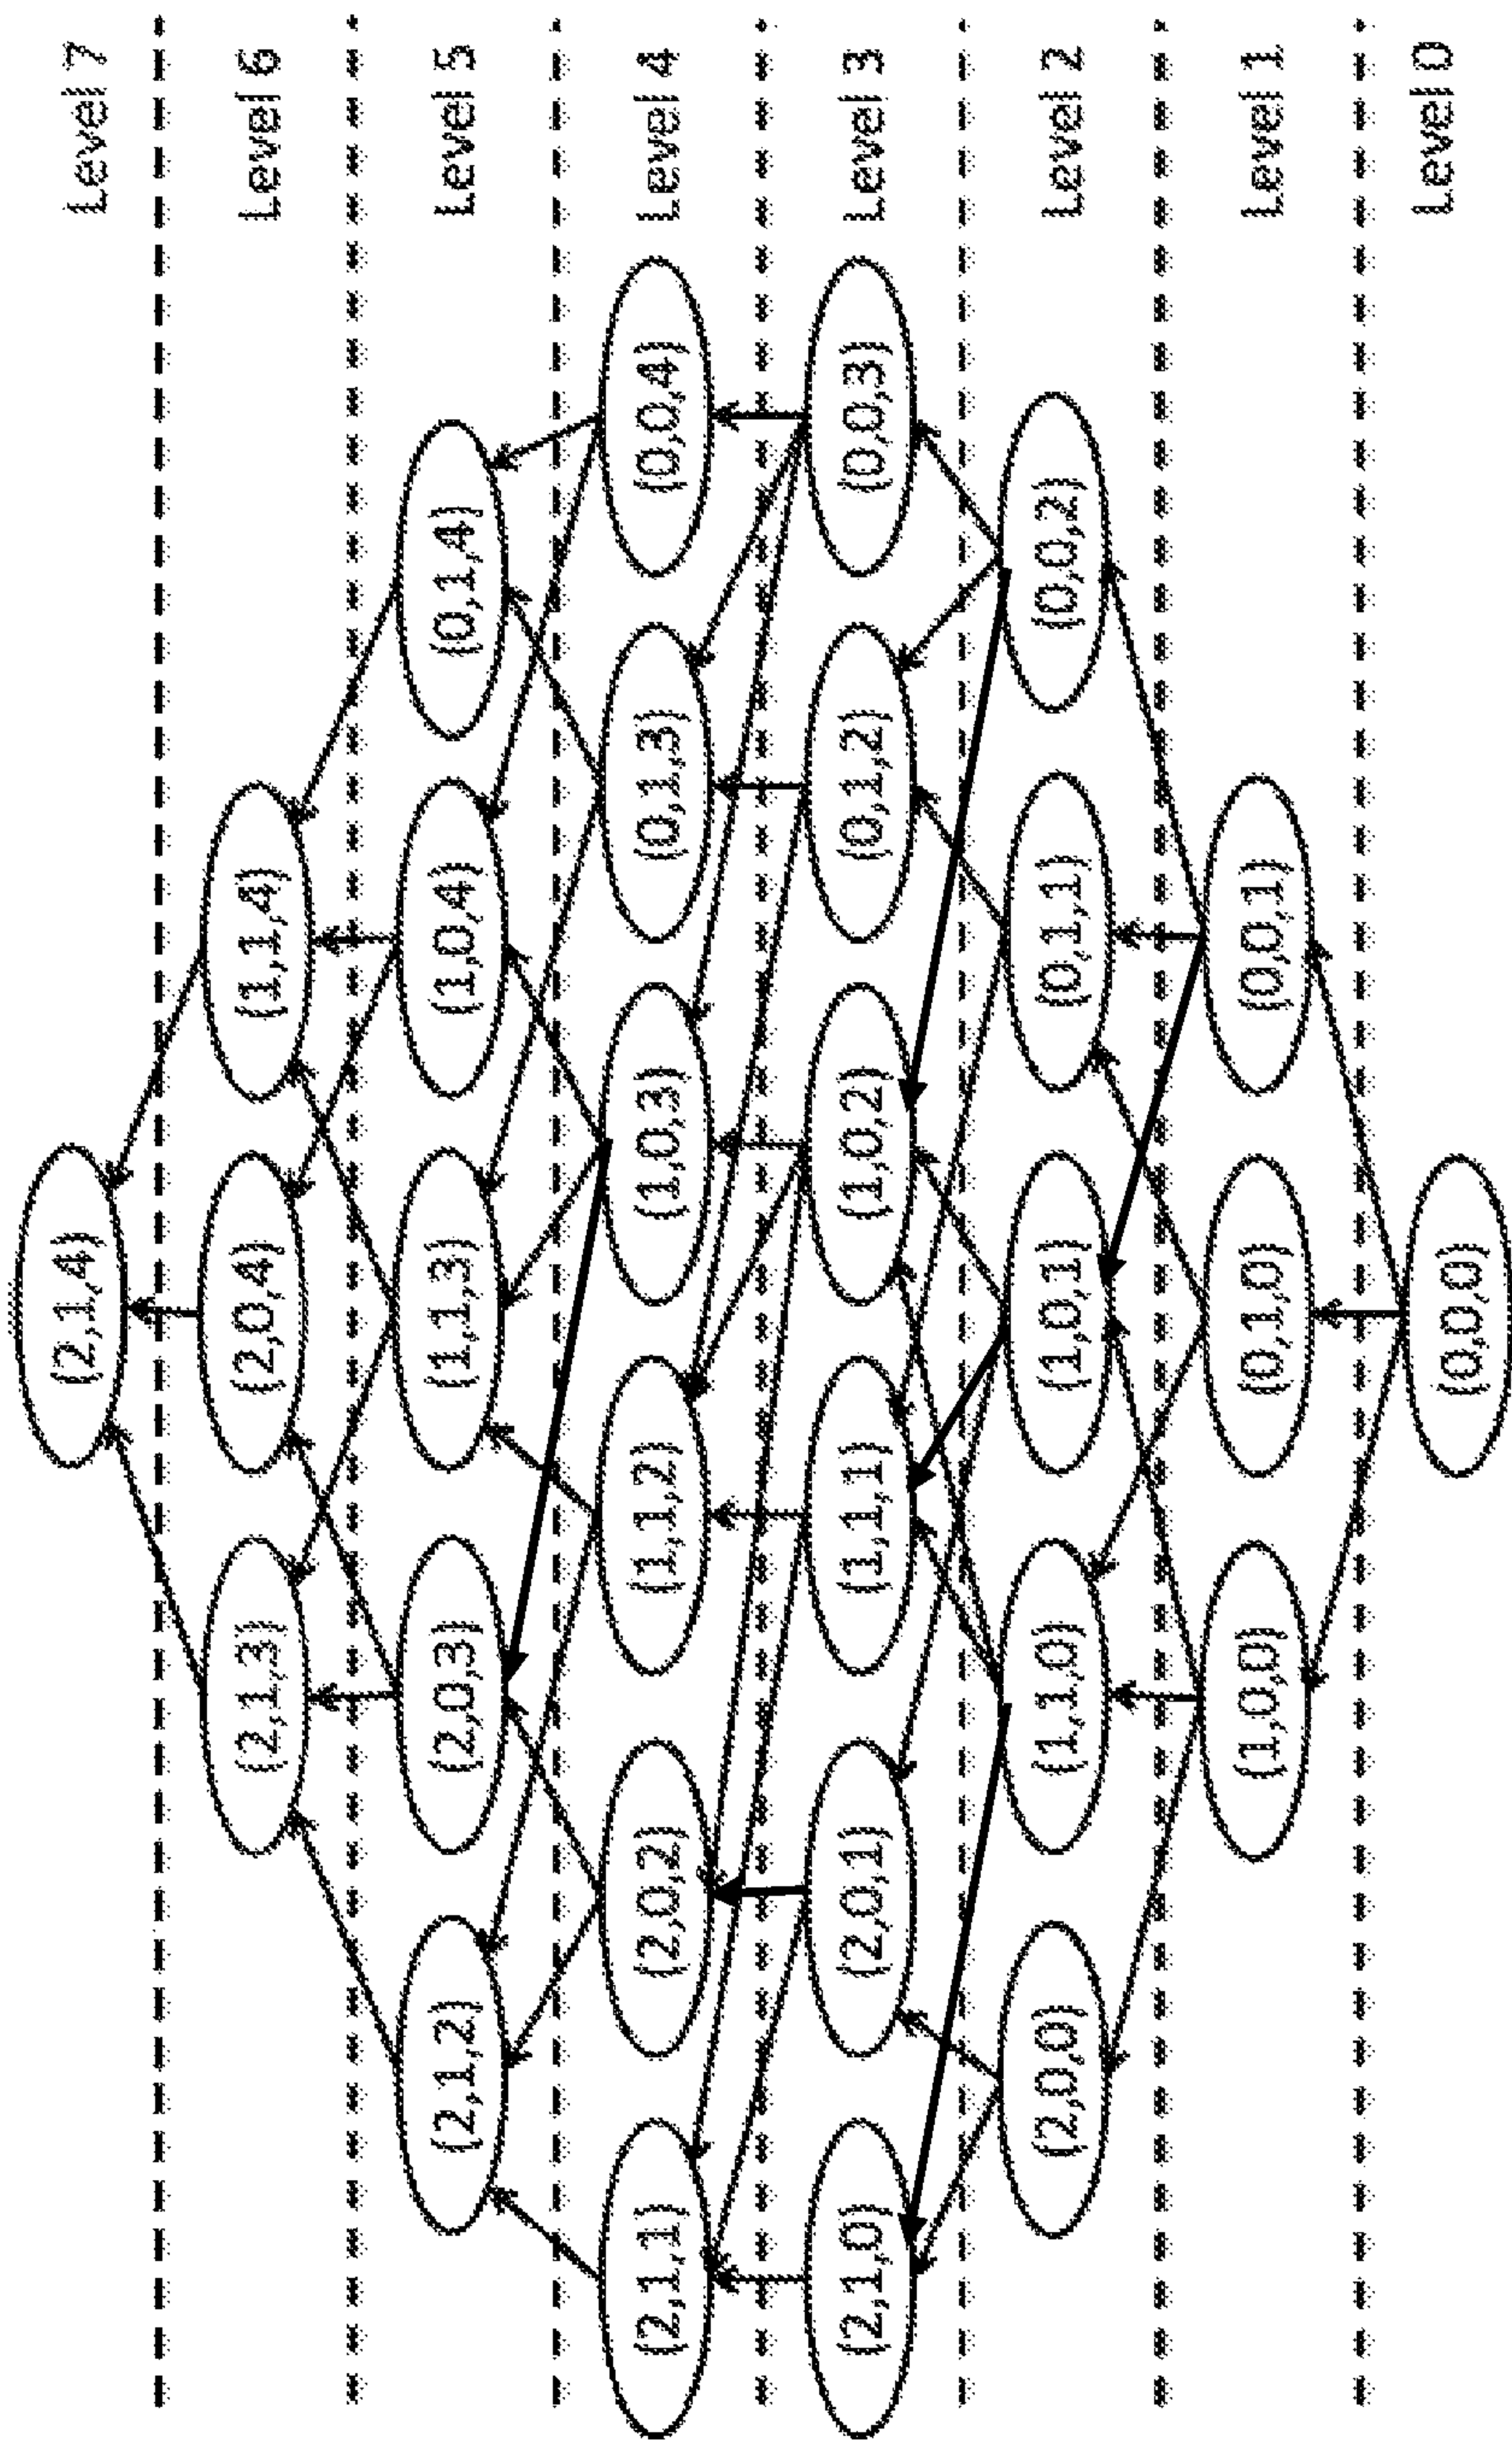 (2,1,4) Level 7
(2,1,3) (2,0,4) (1,1,4) Level 6
(2,1,2) (2,0,3) (1,1,3) (1,0,4) (0,1,4) Level 5
(2,1,1) (2,0,2) (1,1,2) (1,0,3) (0,1,3) (0,0,4) Level 4
(2,1,0) (2,0,1) (1,1,1) (1,0,2) (0,1,2) (0,0,3) Level 3
(2,0,0) (1,1,0) (1,0,1) (0,1,1) (0,0,2) Level 2
(1,0,0) (0,1,0) (0,0,1) Level 1
(0,0,0) Level 0